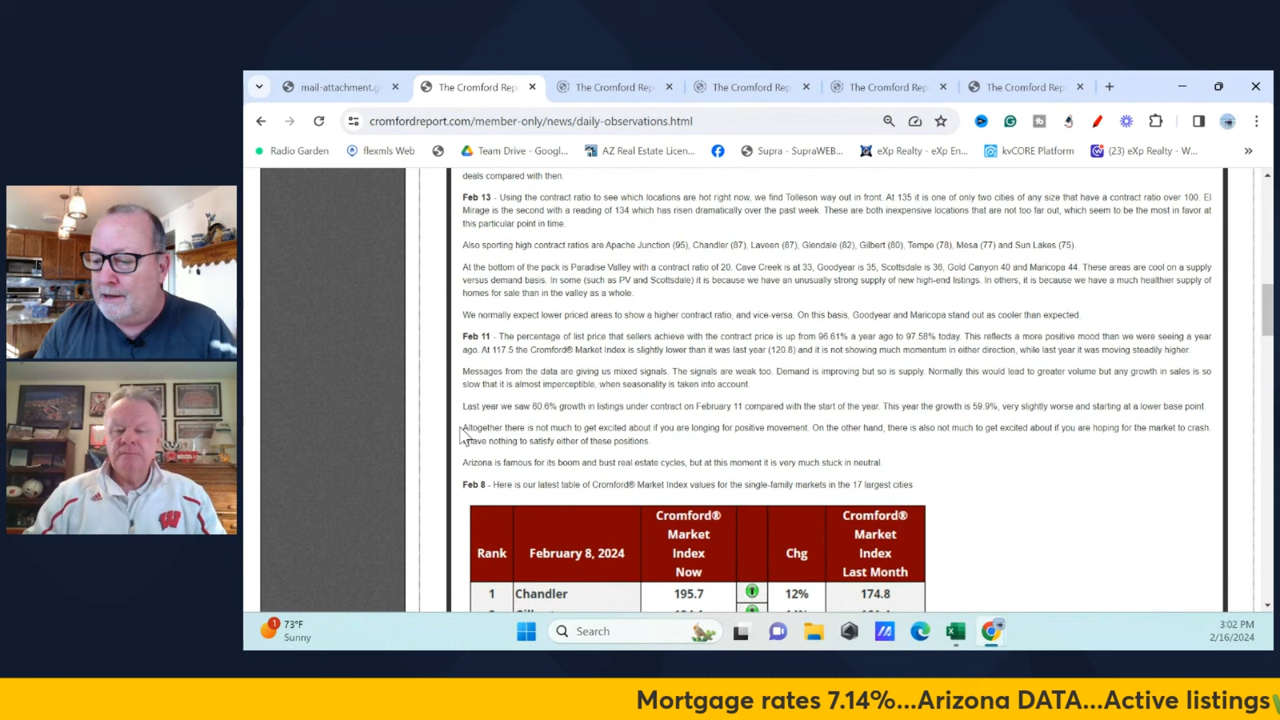 mail-attachment.g
The Cromford Rep
The Cromford Rep
The Cromford Rep
The Cromford Rep
The Cromford Rep
cromfordreport.com/member-only/news/daily-observations.html
Radio Garden
flexmls Web
Team Drive - Googl...
AZ Real Estate Licen...
Supra - SupraWEB...
eXp Realty - eXp En...
kvCORE Platform
(23) eXp Realty - W...
deals compared with then.
Feb 13 - Using the contract ratio to see which locations are hot right now, we find Tolleson way out in front. At 135 it is one of only two cities of any size that have a contract ratio over 100. El
Mirage is the second with a reading of 134 which has risen dramatically over the past week. These are both inexpensive locations that are not too far out, which seem to be the most in favor at
this particular point in time.
Also sporting high contract ratios are Apache Junction (95), Chandler (87), Laveen (87), Glendale (82), Gilbert (80), Tempe (78), Mesa (77) and Sun Lakes (75).
At the bottom of the pack is Paradise Valley with a contract ratio of 20. Cave Creek is at 33, Goodyear is 35, Scottsdale is 36, Gold Canyon 40 and Maricopa 44. These areas are cool on a supply
versus demand basis. In some (such as PV and Scottsdale) it is because we have an unusually strong supply of new high-end listings. In others, it is because we have a much healthier supply of
homes for sale than in the valley as a whole.
We normally expect lower priced areas to show a higher contract ratio, and vice-versa. On this basis, Goodyear and Maricopa stand out as cooler than expected.
Feb 11 - The percentage of list price that sellers achieve with the contract price is up from 96.61% a year ago to 97.58% today. This reflects a more positive mood than we were seeing a year
ago. At 117.5 the Cromford® Market Index is slightly lower than it was last year (120.8) and it is not showing much momentum in either direction, while last year it was moving steadily higher.
Messages from the data are giving us mixed signals. The signals are weak too. Demand is improving but so is supply. Normally this would lead to greater volume but any growth in sales is so
slow that it is almost imperceptible, when seasonality is taken into account.
Last year we saw 60.6% growth in listings under contract on February 11 compared with the start of the year. This year the growth is 59.9%, very slightly worse and starting at a lower base point.
Altogether there is not much to get excited about if you are longing for positive movement. On the other hand, there is also not much to get excited about if you are hoping for the market to crash.
have nothing to satisfy either of these positions.
Arizona is famous for its boom and bust real estate cycles, but at this moment it is very much stuck in neutral.
Feb 8 - Here is our latest table of Cromford® Market Index values for the single-family markets in the 17 largest cities
Rank February 8, 2024 Cromford® Market Index Now Chg Cromford® Market Index Last Month
1 Chandler 195.7 12% 174.8
1
73°F
Sunny
Search
3:02 PM
2/16/2024
Mortgage rates 7.14%...Arizona DATA...Active listings
W